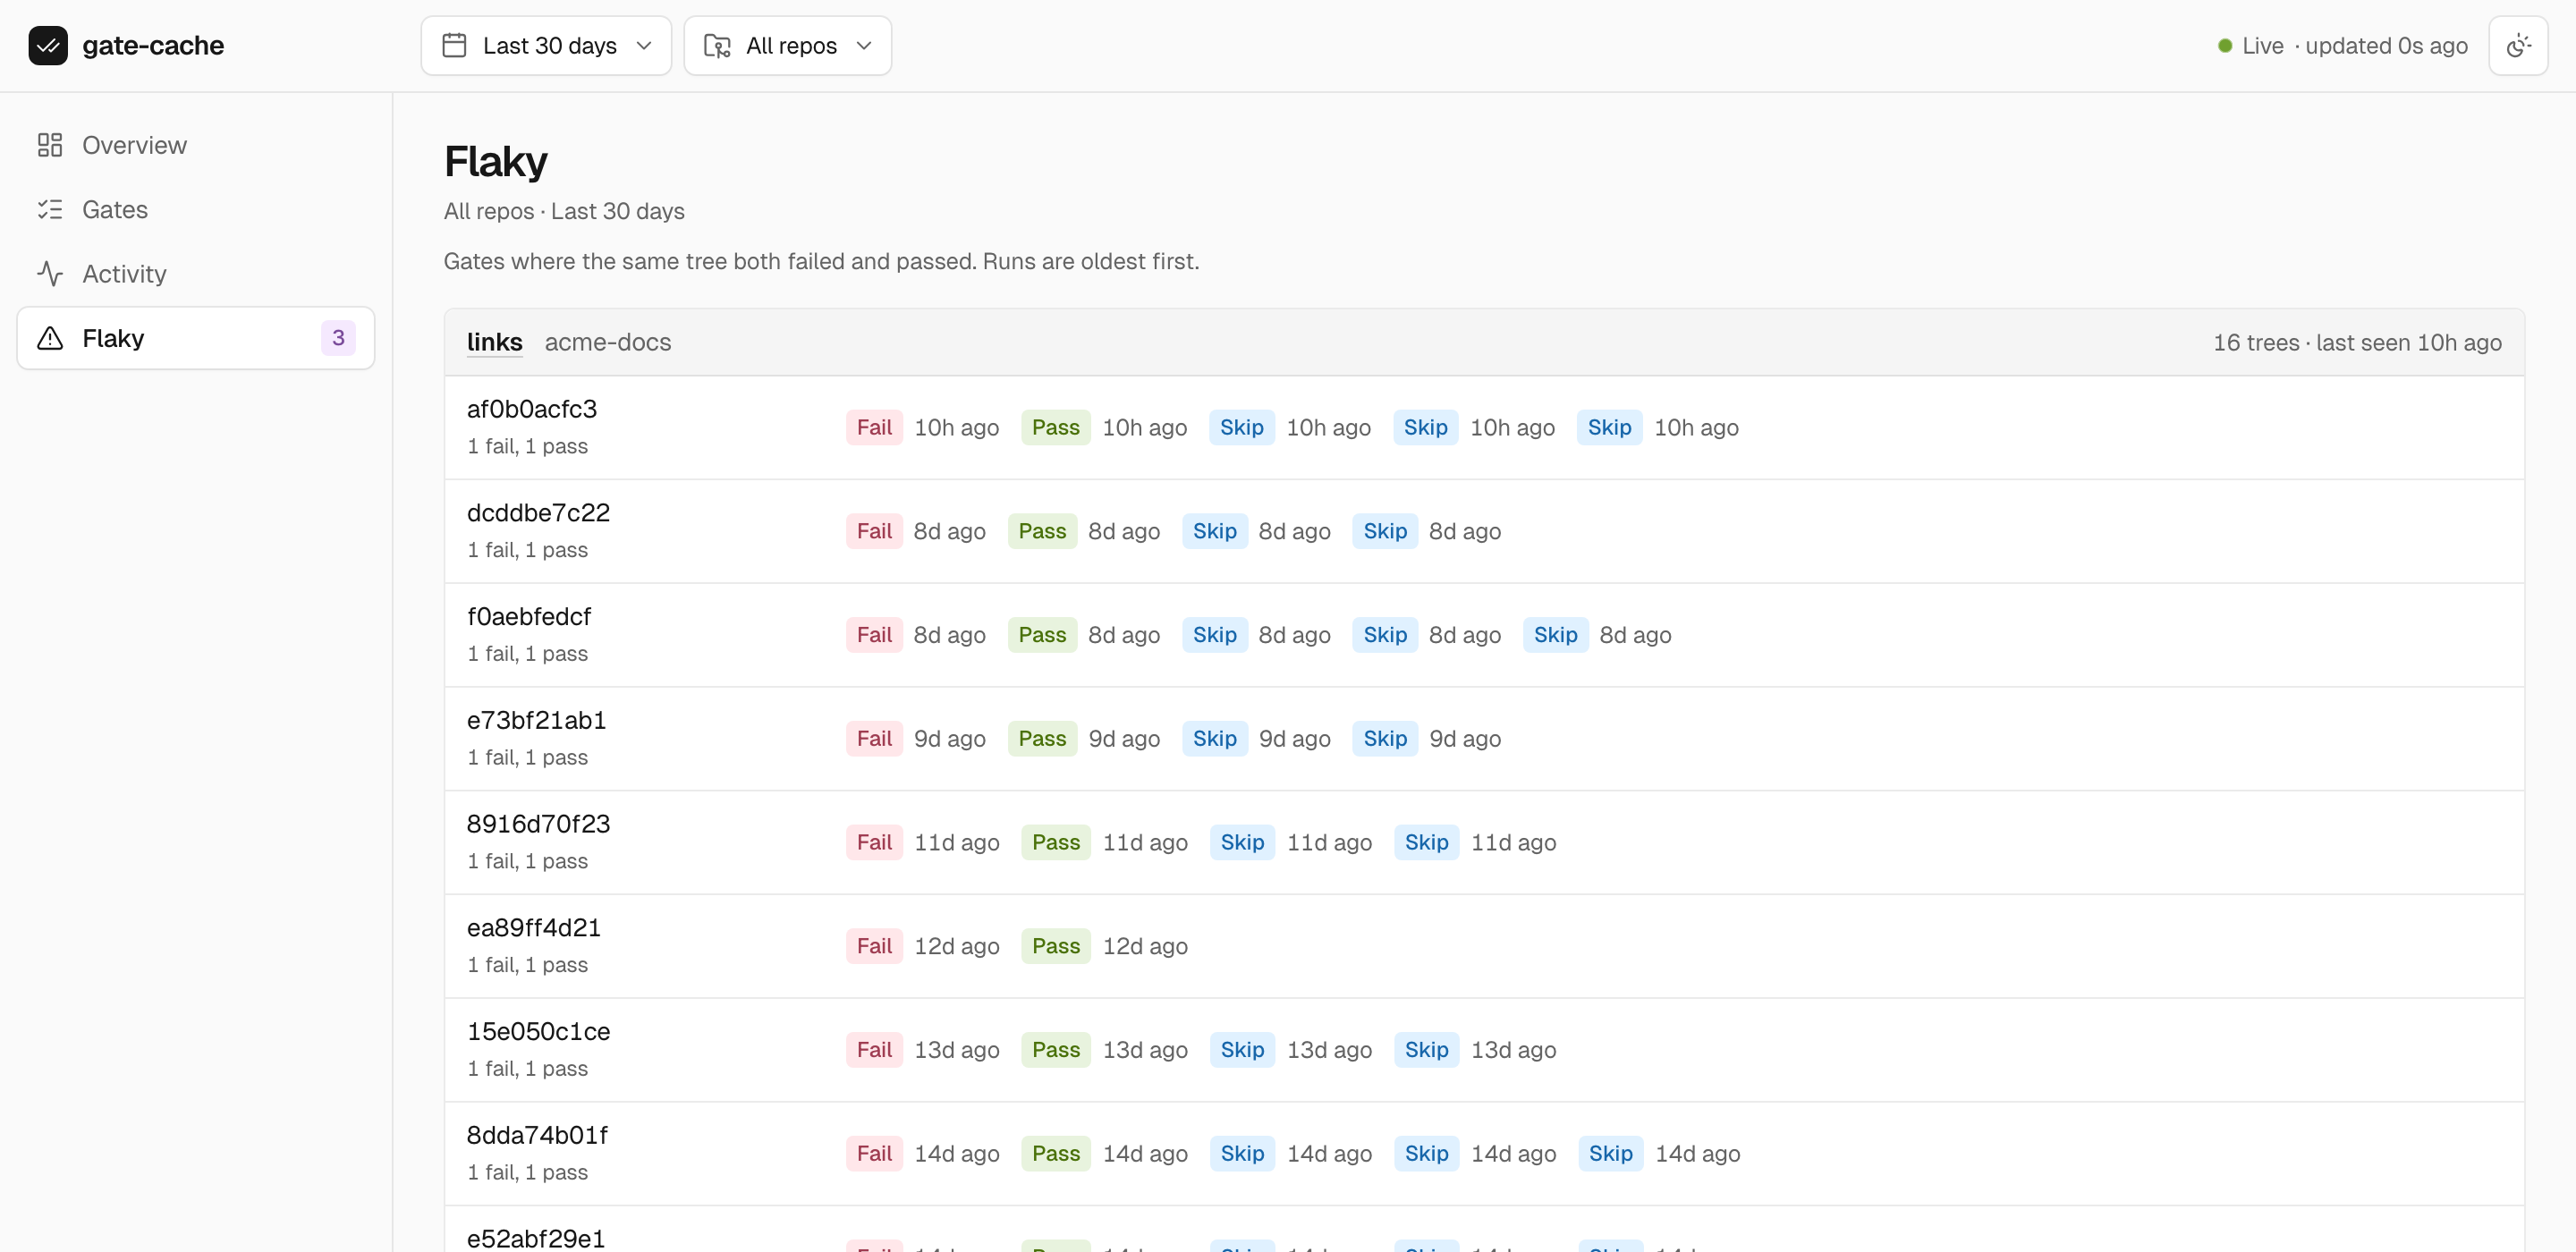 gate-cache
Last 30 days
All repos
Live · updated 0s ago
Overview
Gates
Activity
Flaky 3
Flaky
All repos · Last 30 days
Gates where the same tree both failed and passed. Runs are oldest first.
links acme-docs 16 trees · last seen 10h ago
af0b0acfc3
1 fail, 1 pass
Fail 10h ago Pass 10h ago Skip 10h ago Skip 10h ago Skip 10h ago
dcddbe7c22
1 fail, 1 pass
Fail 8d ago Pass 8d ago Skip 8d ago Skip 8d ago
f0aebfedcf
1 fail, 1 pass
Fail 8d ago Pass 8d ago Skip 8d ago Skip 8d ago Skip 8d ago
e73bf21ab1
1 fail, 1 pass
Fail 9d ago Pass 9d ago Skip 9d ago Skip 9d ago
8916d70f23
1 fail, 1 pass
Fail 11d ago Pass 11d ago Skip 11d ago Skip 11d ago
ea89ff4d21
1 fail, 1 pass
Fail 12d ago Pass 12d ago
15e050c1ce
1 fail, 1 pass
Fail 13d ago Pass 13d ago Skip 13d ago Skip 13d ago
8dda74b01f
1 fail, 1 pass
Fail 14d ago Pass 14d ago Skip 14d ago Skip 14d ago Skip 14d ago
e52abf29e1